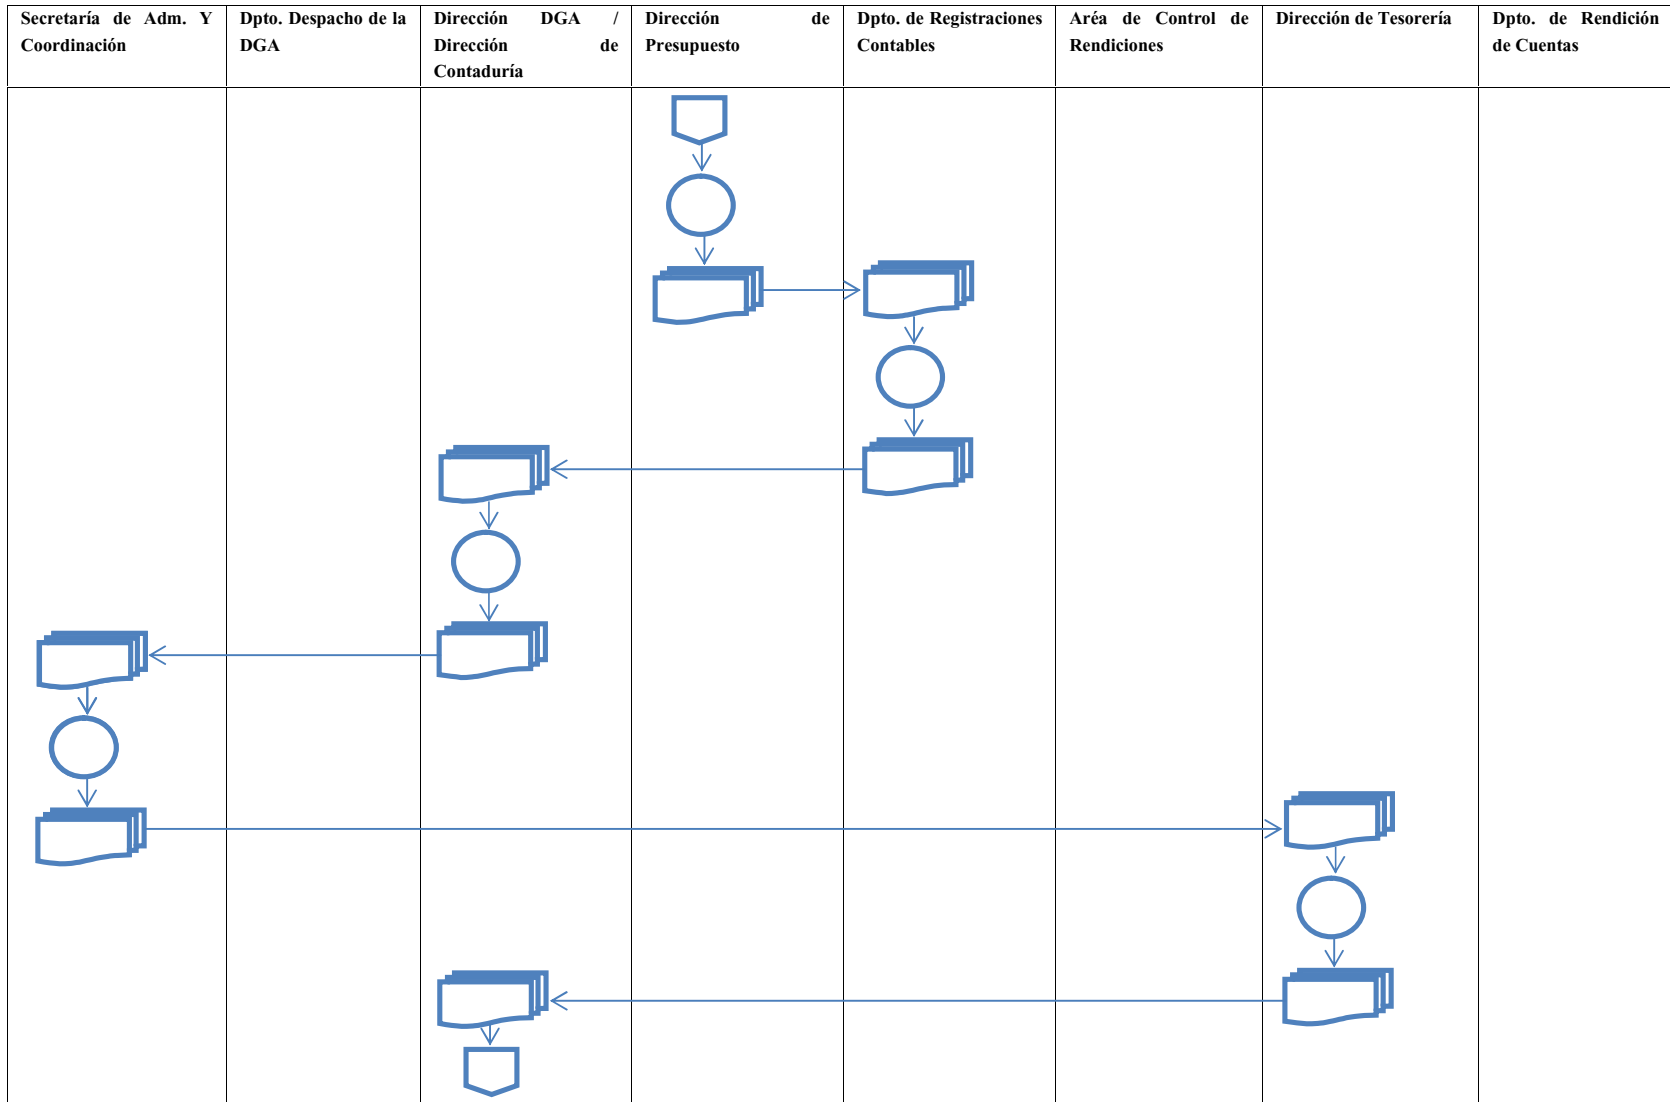 Secretaría de Adm. Y
Coordinación
Dpto. Despacho de la
DGA
Dirección DGA /
Dirección de
Contaduría
Dirección de
Presupuesto
Dpto. de Registraciones
Contables
Aréa de Control de
Rendiciones
Dirección de Tesorería
Dpto. de Rendición
de Cuentas